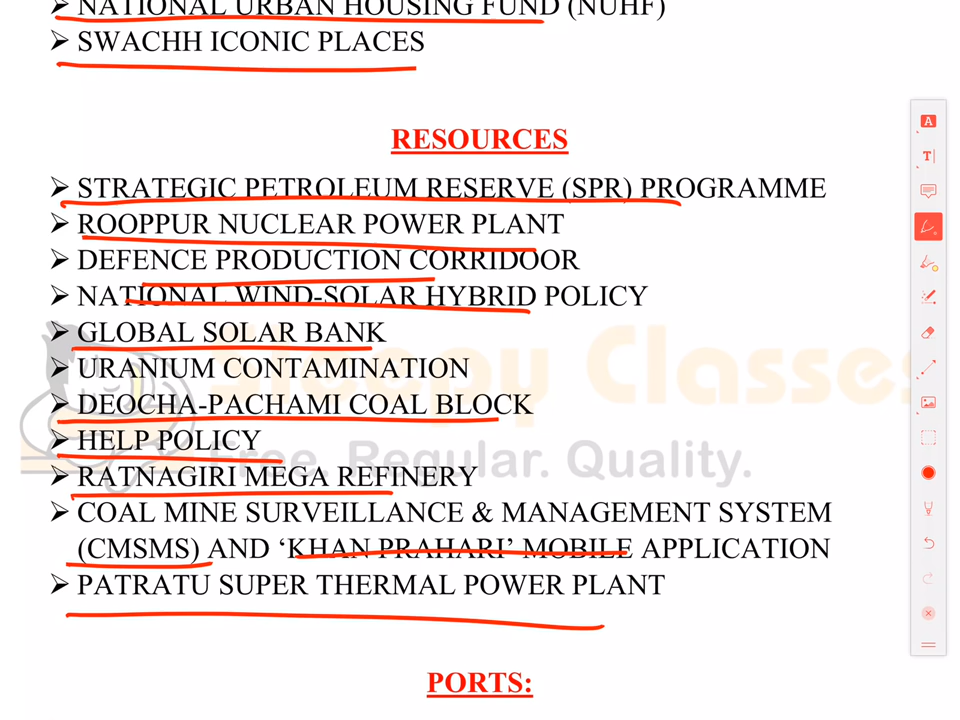 ➢ NATIONAL URBAN HOUSING FUND (NUHF)
➢ SWACHH ICONIC PLACES
RESOURCES
➢ STRATEGIC PETROLEUM RESERVE (SPR) PROGRAMME
➢ ROOPPUR NUCLEAR POWER PLANT
➢ DEFENCE PRODUCTION CORRIDOOR
➢ NATIONAL WIND-SOLAR HYBRID POLICY
➢ GLOBAL SOLAR BANK
➢ URANIUM CONTAMINATION
➢ DEOCHA-PACHAMI COAL BLOCK
➢ HELP POLICY
➢ RATNAGIRI MEGA REFINERY
➢ COAL MINE SURVEILLANCE & MANAGEMENT SYSTEM
(CMSMS) AND ‘KHAN PRAHARI’ MOBILE APPLICATION
➢ PATRATU SUPER THERMAL POWER PLANT
PORTS:
Sleepy Classes
Free. Regular. Quality.
A
T